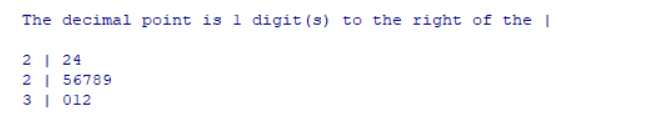 The decimal point is 1 digit(s) to the right of the |
2 | 24
2 | 56789
3 | 012